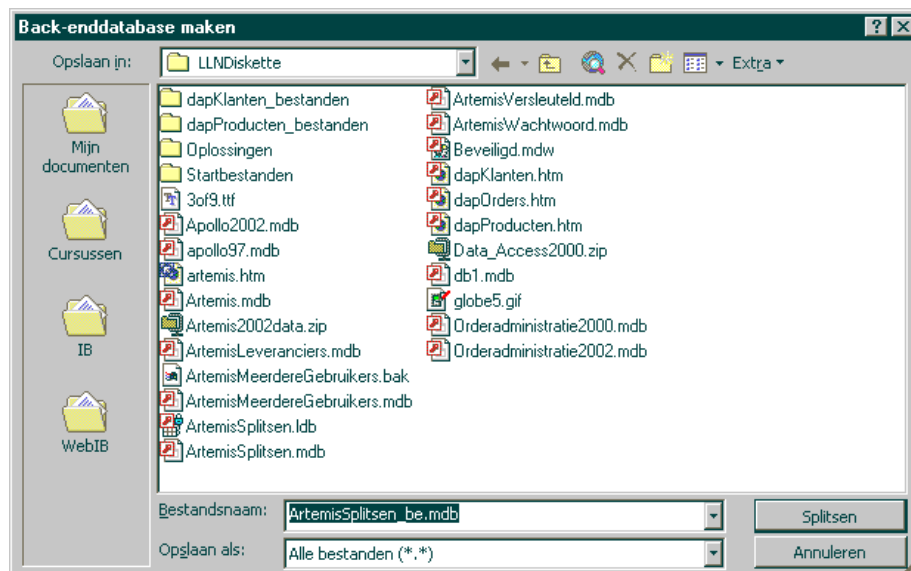 Back-enddatabase maken
Opslaan in:
LLNDiskette
Extra
Mijn documenten
Cursussen
IB
WebIB
dapKlanten_bestanden
dapProducten_bestanden
Oplossingen
Startbestanden
3of9.ttf
Apollo2002.mdb
apollo97.mdb
artemis.htm
Artemis.mdb
Artemis2002data.zip
ArtemisLeveranciers.mdb
ArtemisMeerdereGebruikers.bak
ArtemisMeerdereGebruikers.mdb
ArtemisSplitsen.ldb
ArtemisSplitsen.mdb
ArtemisVersleuteld.mdb
ArtemisWachtwoord.mdb
Beveiligd.mdw
dapKlanten.htm
dapOrders.htm
dapProducten.htm
Data_Access2000.zip
db1.mdb
globe5.gif
Orderadministratie2000.mdb
Orderadministratie2002.mdb
Bestandsnaam:
ArtemisSplitsen_be.mdb
Splitsen
Opslaan als:
Alle bestanden (*.*)
Annuleren